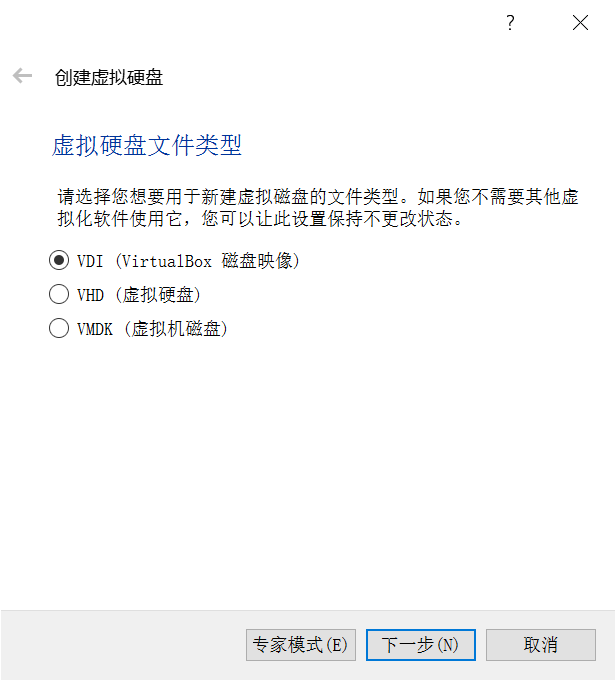 ?
创建虚拟硬盘
虚拟硬盘文件类型
请选择您想要用于新建虚拟磁盘的文件类型。如果您不需要其他虚
拟化软件使用它，您可以让此设置保持不更改状态。
VDI (VirtualBox 磁盘映像)
VHD (虚拟硬盘)
VMDK (虚拟机磁盘)
专家模式(E) 下一步(N) 取消